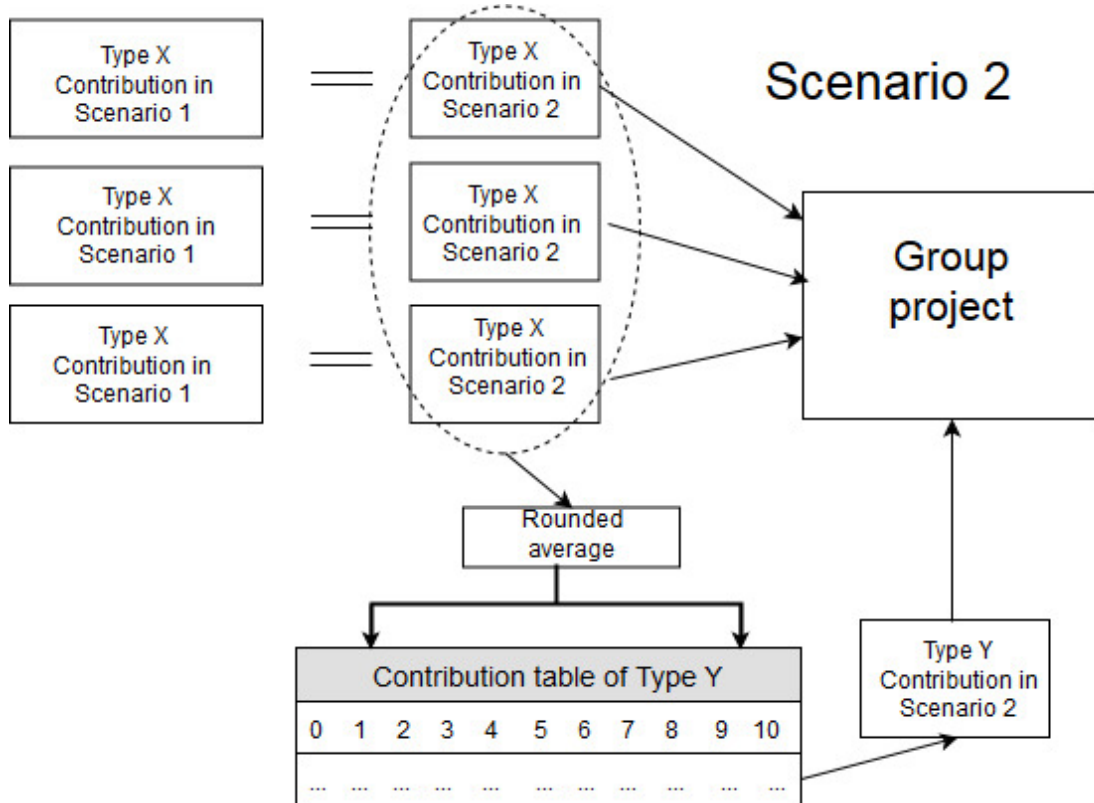 Type X
Contribution in
Scenario 1
Type X
Contribution in
Scenario 2
Scenario 2
Type X
Contribution in
Scenario 1
Type X
Contribution in
Scenario 2
Group
project
Type X
Contribution in
Scenario 1
Type X
Contribution in
Scenario 2
Rounded
average
Contribution table of Type Y
0 1 2 3 4 5 6 7 8 9 10
... ... ... ... ... ... ... ... ... ... ...
Type Y
Contribution in
Scenario 2